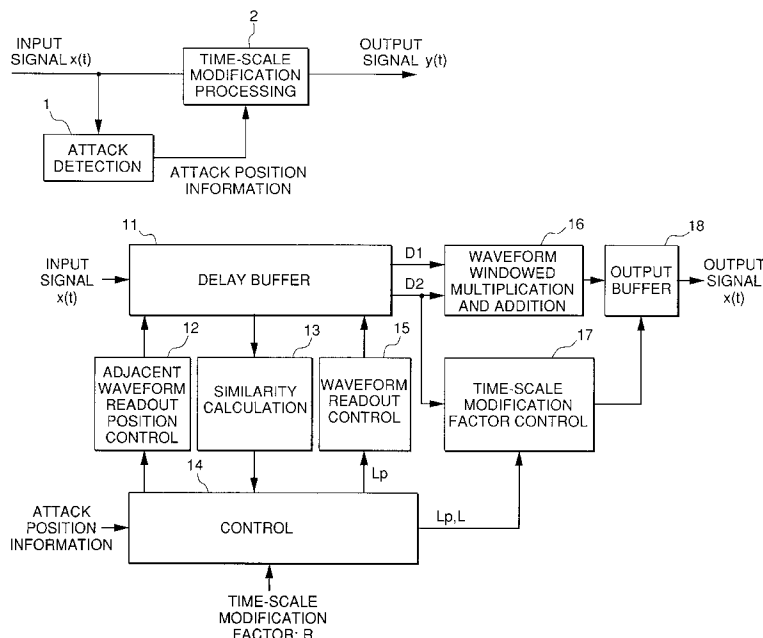 2
INPUT
SIGNAL x(t)
TIME-SCALE
MODIFICATION
PROCESSING
OUTPUT
SIGNAL y(t)
1
ATTACK
DETECTION
ATTACK POSITION
INFORMATION
11
INPUT
SIGNAL
x(t)
DELAY BUFFER
D1
D2
16
WAVEFORM
WINDOWED
MULTIPLICATION
AND ADDITION
18
OUTPUT
BUFFER
OUTPUT
SIGNAL
x(t)
12
ADJACENT
WAVEFORM
READOUT
POSITION
CONTROL
13
SIMILARITY
CALCULATION
15
WAVEFORM
READOUT
CONTROL
17
TIME-SCALE
MODIFICATION
FACTOR CONTROL
Lp
14
ATTACK
POSITION
INFORMATION
CONTROL
Lp,L
TIME-SCALE
MODIFICATION
FACTOR: R